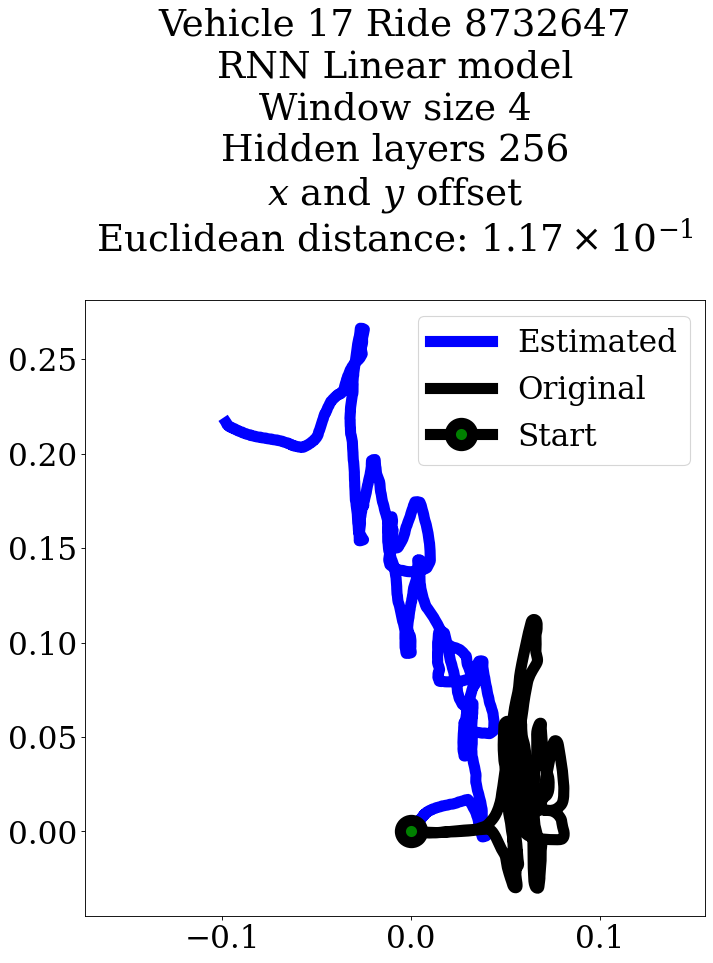 Vehicle 17 Ride 8732647
RNN Linear model
Window size 4
Hidden layers 256
x and y offset
Euclidean distance: 1.17 × 10⁻¹
Estimated
Original
Start
0.25
0.20
0.15
0.10
0.05
0.00
−0.1 0.0 0.1